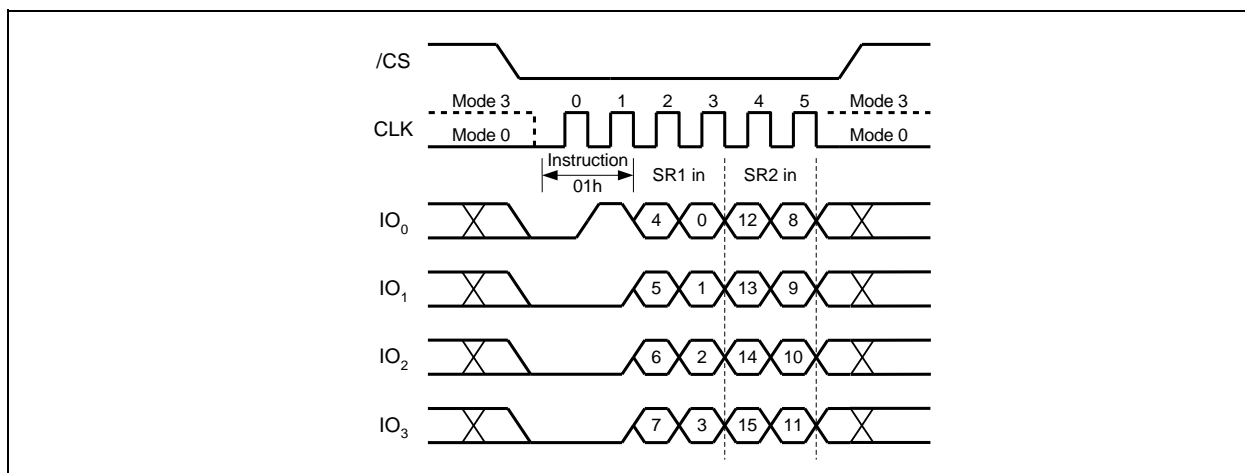 /CS
Mode 3 0 1 2 3 4 5 Mode 3
CLK
Mode 0 Mode 0
Instruction
01h SR1 in SR2 in
IO0 4 0 12 8
IO1 5 1 13 9
IO2 6 2 14 10
IO3 7 3 15 11